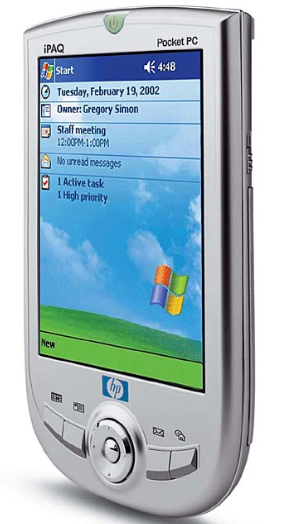 iPAQ
Pocket PC
Start 4:48
Tuesday, February 19, 2002
Owner: Gregory Simon
Staff meeting
12:00PM-1:00PM
No unread messages
1 Active task
1 High priority
New
hp